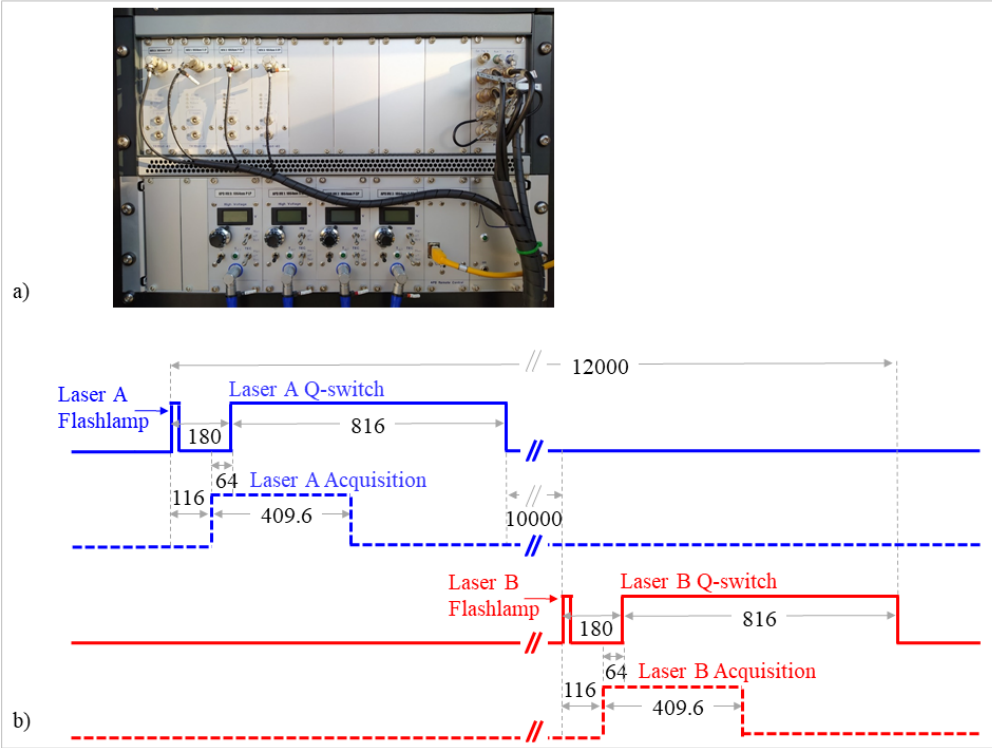 a)
12000
Laser A
Flashlamp
Laser A Q-switch
180
816
64
Laser A Acquisition
116
409.6
10000
Laser B
Flashlamp
Laser B Q-switch
180
816
64
Laser B Acquisition
116
409.6
b)